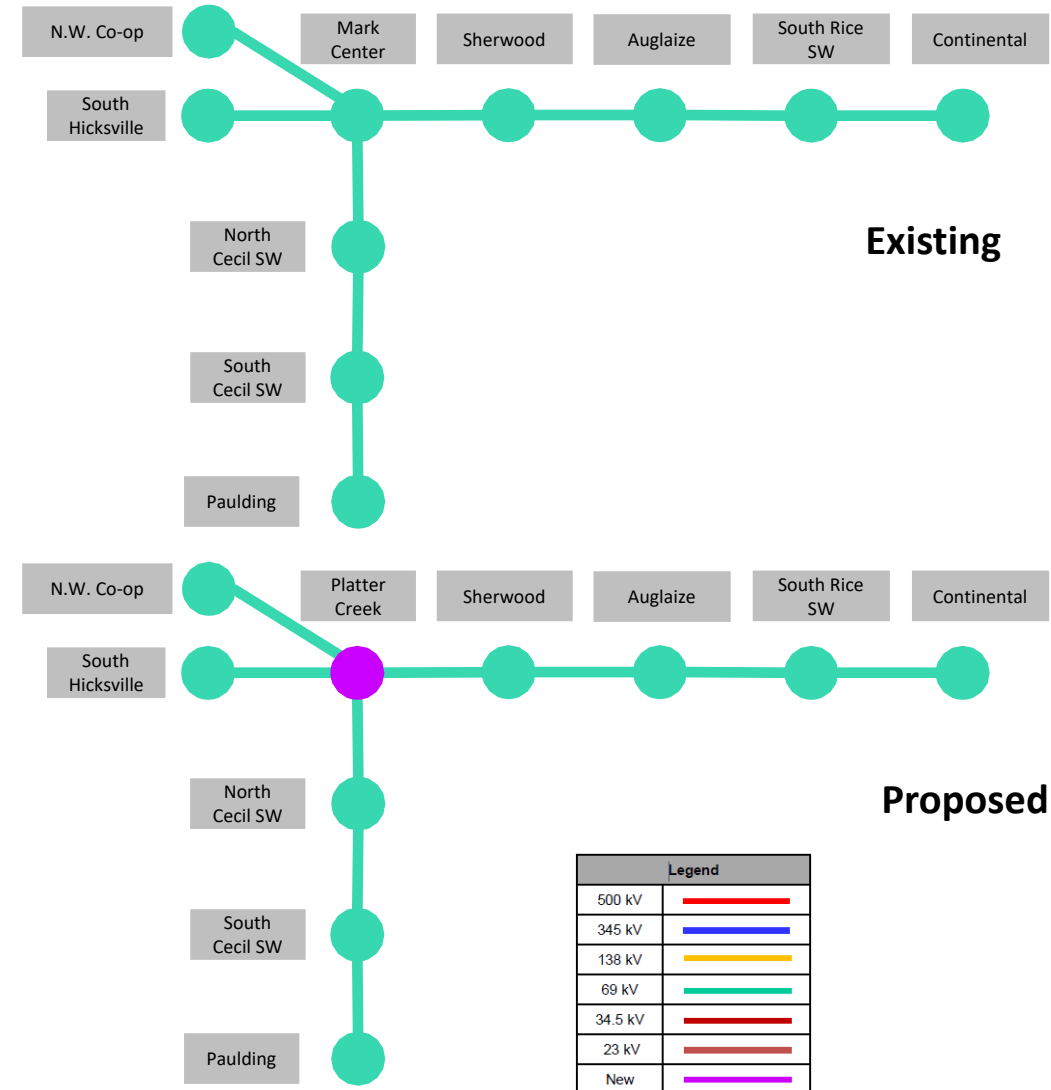 N.W. Co-op
Mark
Center
Sherwood
Auglaize
South Rice
SW
Continental
South
Hicksville
North
Cecil SW
Existing
South
Cecil SW
Paulding
N.W. Co-op
Platter
Creek
Sherwood
Auglaize
South Rice
SW
Continental
South
Hicksville
North
Cecil SW
Proposed
South
Cecil SW
Paulding
Legend
500 kV
345 kV
138 kV
69 kV
34.5 kV
23 kV
New